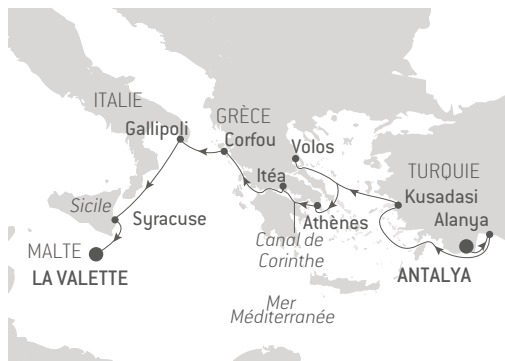 ITALIE
Gallipoli
GRÈCE
Corfou
Volos
Itéa
TURQUIE
Kusadasi
Alanya
Sicile
Syracuse
Athènes
Canal de
Corinthe
MALTE
LA VALETTE
ANTALYA
Mer
Méditerranée